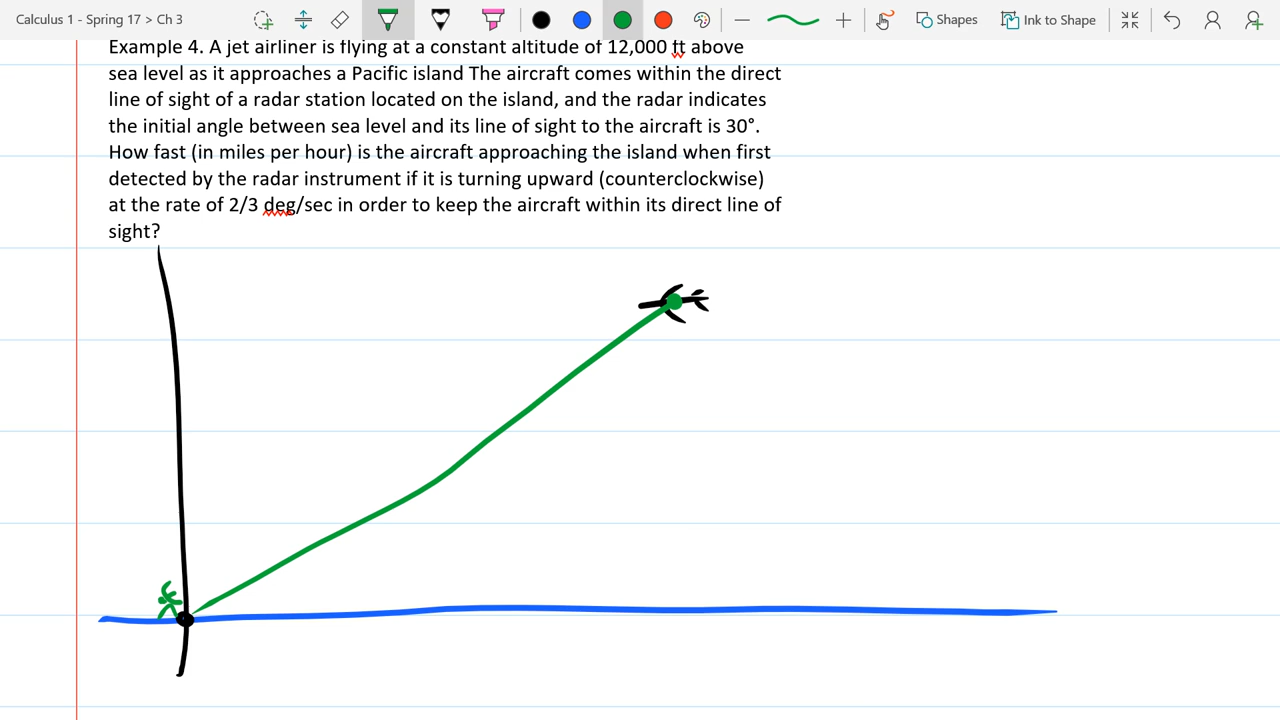 Calculus 1 - Spring 17 > Ch 3
Shapes
Ink to Shape
Example 4. A jet airliner is flying at a constant altitude of 12,000 ft above
sea level as it approaches a Pacific island The aircraft comes within the direct
line of sight of a radar station located on the island, and the radar indicates
the initial angle between sea level and its line of sight to the aircraft is 30°.
How fast (in miles per hour) is the aircraft approaching the island when first
detected by the radar instrument if it is turning upward (counterclockwise)
at the rate of 2/3 deg/sec in order to keep the aircraft within its direct line of
sight?